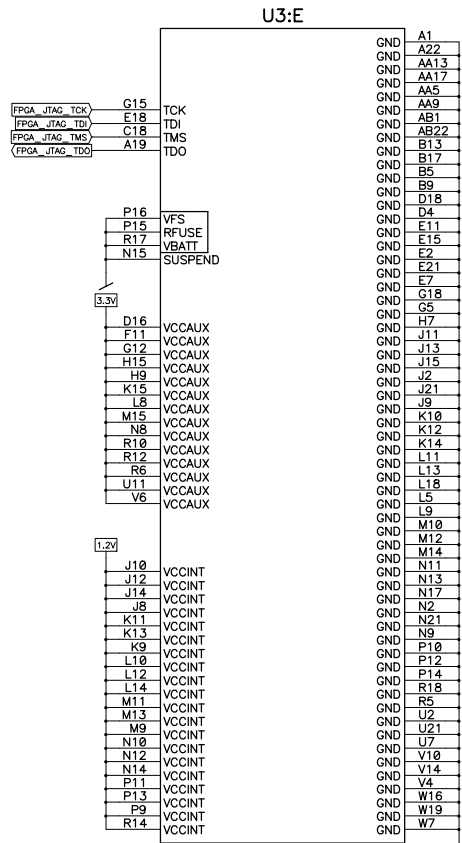 U3:E
FPGA_JTAG_TCK G15 TCK
FPGA_JTAG_TDI E18 TDI
FPGA_JTAG_TMS C18 TMS
FPGA_JTAG_TDO A19 TDO
P16 VFS
P15 RFUSE
R17 VBATT
N15 SUSPEND
3.3V
D16 VCCAUX
F11 VCCAUX
G12 VCCAUX
H15 VCCAUX
H9 VCCAUX
K15 VCCAUX
L8 VCCAUX
M15 VCCAUX
N8 VCCAUX
R10 VCCAUX
R12 VCCAUX
R6 VCCAUX
U11 VCCAUX
V6 VCCAUX
1.2V
J10 VCCINT
J12 VCCINT
J14 VCCINT
J8 VCCINT
K11 VCCINT
K13 VCCINT
K9 VCCINT
L10 VCCINT
L12 VCCINT
L14 VCCINT
M11 VCCINT
M13 VCCINT
M9 VCCINT
N10 VCCINT
N12 VCCINT
N14 VCCINT
P11 VCCINT
P13 VCCINT
P9 VCCINT
R14 VCCINT
GND A1
GND A22
GND AA13
GND AA17
GND AA5
GND AA9
GND AB1
GND AB22
GND B13
GND B17
GND B5
GND B9
GND D18
GND D4
GND E11
GND E15
GND E2
GND E21
GND E7
GND G18
GND G5
GND H7
GND J11
GND J13
GND J15
GND J2
GND J21
GND J9
GND K10
GND K12
GND K14
GND L11
GND L13
GND L18
GND L5
GND L9
GND M10
GND M12
GND M14
GND N11
GND N13
GND N17
GND N2
GND N21
GND N9
GND P10
GND P12
GND P14
GND R18
GND R5
GND U2
GND U21
GND U7
GND V10
GND V14
GND V4
GND W16
GND W19
GND W7